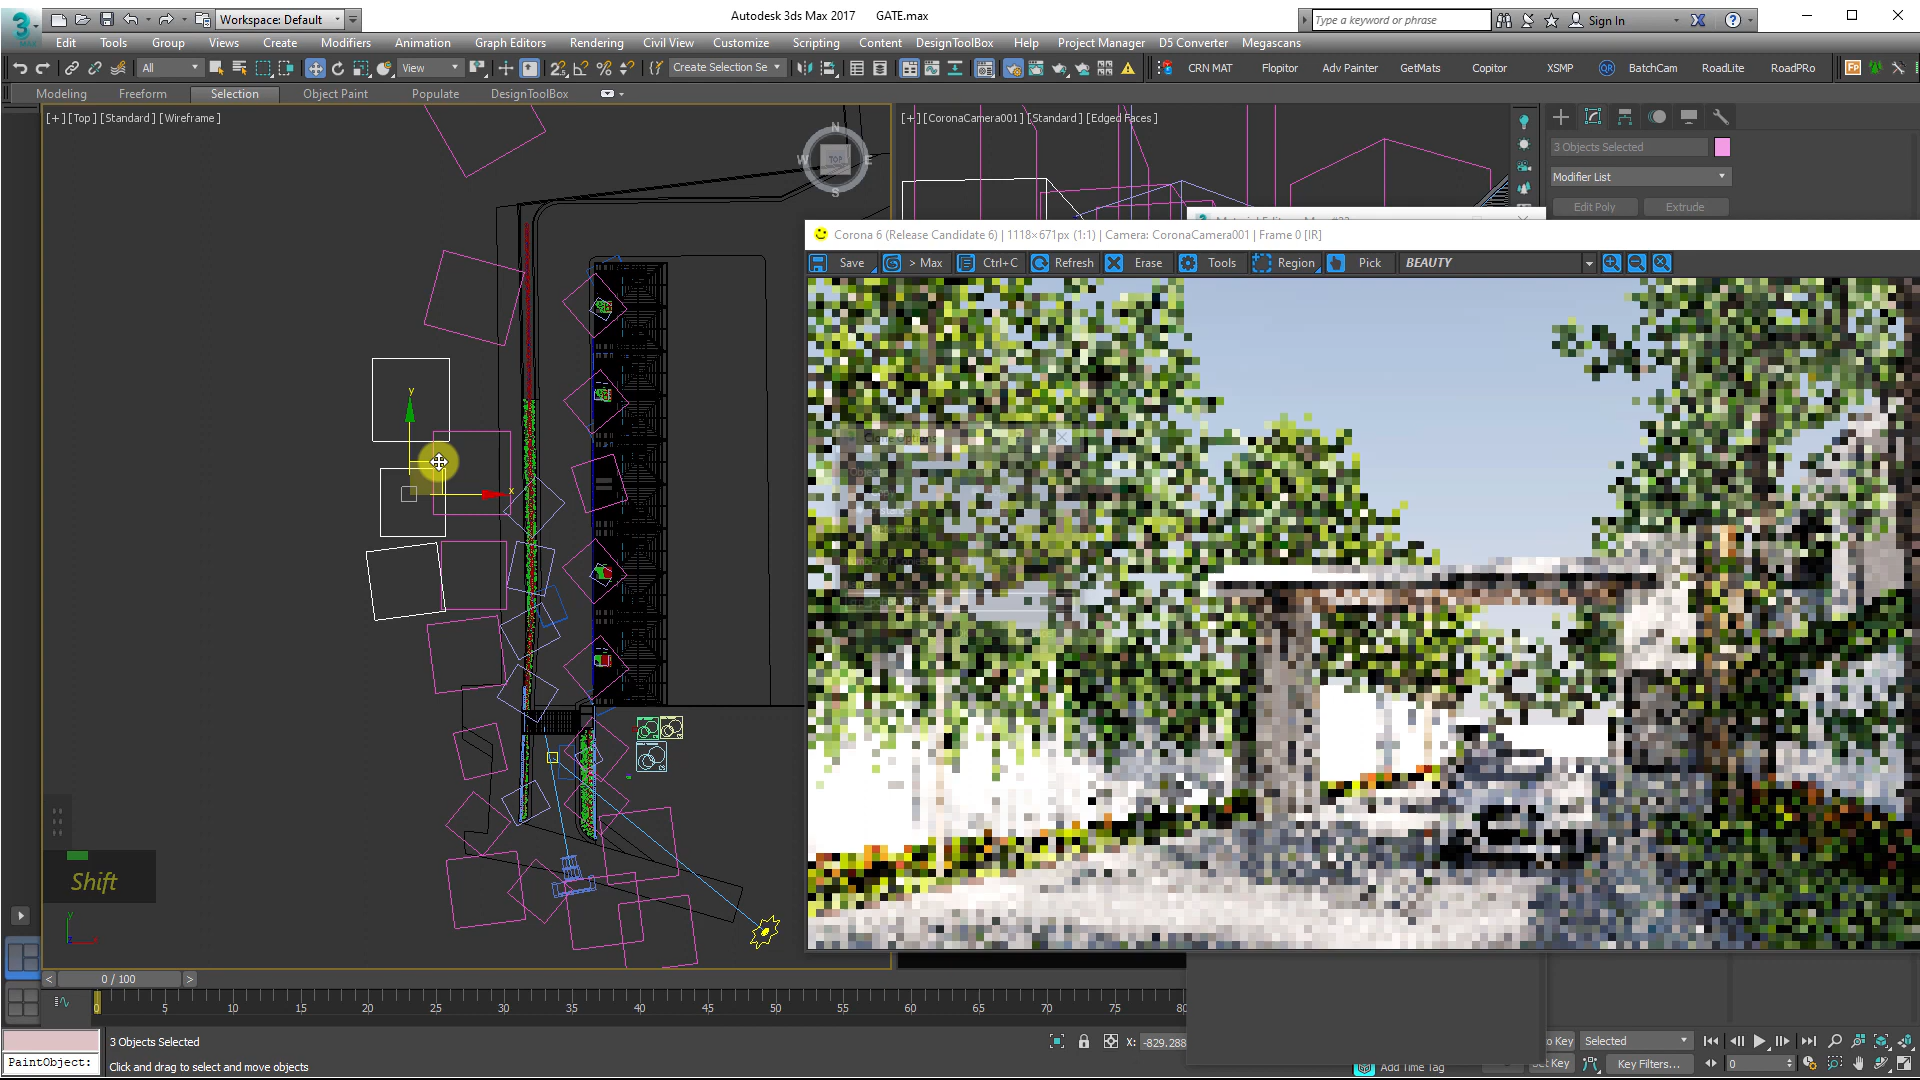 Workspace: Default
Autodesk 3ds Max 2017 GATE.max
Type a keyword or phrase
Sign In
Edit Tools Group Views Create Modifiers Animation Graph Editors Rendering Civil View Customize Scripting Content DesignToolBox Help Project Manager D5 Converter Megascans
All View Create Selection Se CRN MAT Flopitor Adv Painter GetMats Copitor XSMP BatchCam RoadLite RoadPRo
Modeling Freeform Selection Object Paint Populate DesignToolBox
[+] [Top] [Standard] [Wireframe]
[+] [CoronaCamera001] [Standard] [Edged Faces]
N
W TOP E
S
3 Objects Selected
Modifier List
Edit Poly Extrude
Corona 6 (Release Candidate 6) | 1118×671px (1:1) | Camera: CoronaCamera001 | Frame 0 [IR]
Save > Max Ctrl+C Refresh Erase Tools Region Pick BEAUTY
Clone Options
y
x
Shift
y
0 / 100
0 5 10 15 20 25 30 35 40 45 50 55 60 65 70 75 80
3 Objects Selected
X: -829.288
Selected
PaintObject:
Click and drag to select and move objects
Add Time Tag
Key Filters...
0